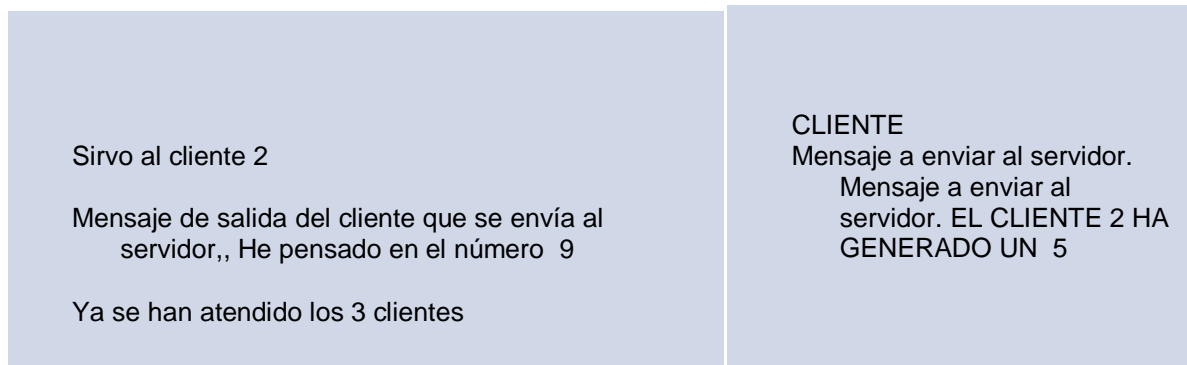 Sirvo al cliente 2
Mensaje de salida del cliente que se envía al
servidor,, He pensado en el número  9
Ya se han atendido los 3 clientes
CLIENTE
Mensaje a enviar al servidor.
Mensaje a enviar al
servidor. EL CLIENTE 2 HA
GENERADO UN  5